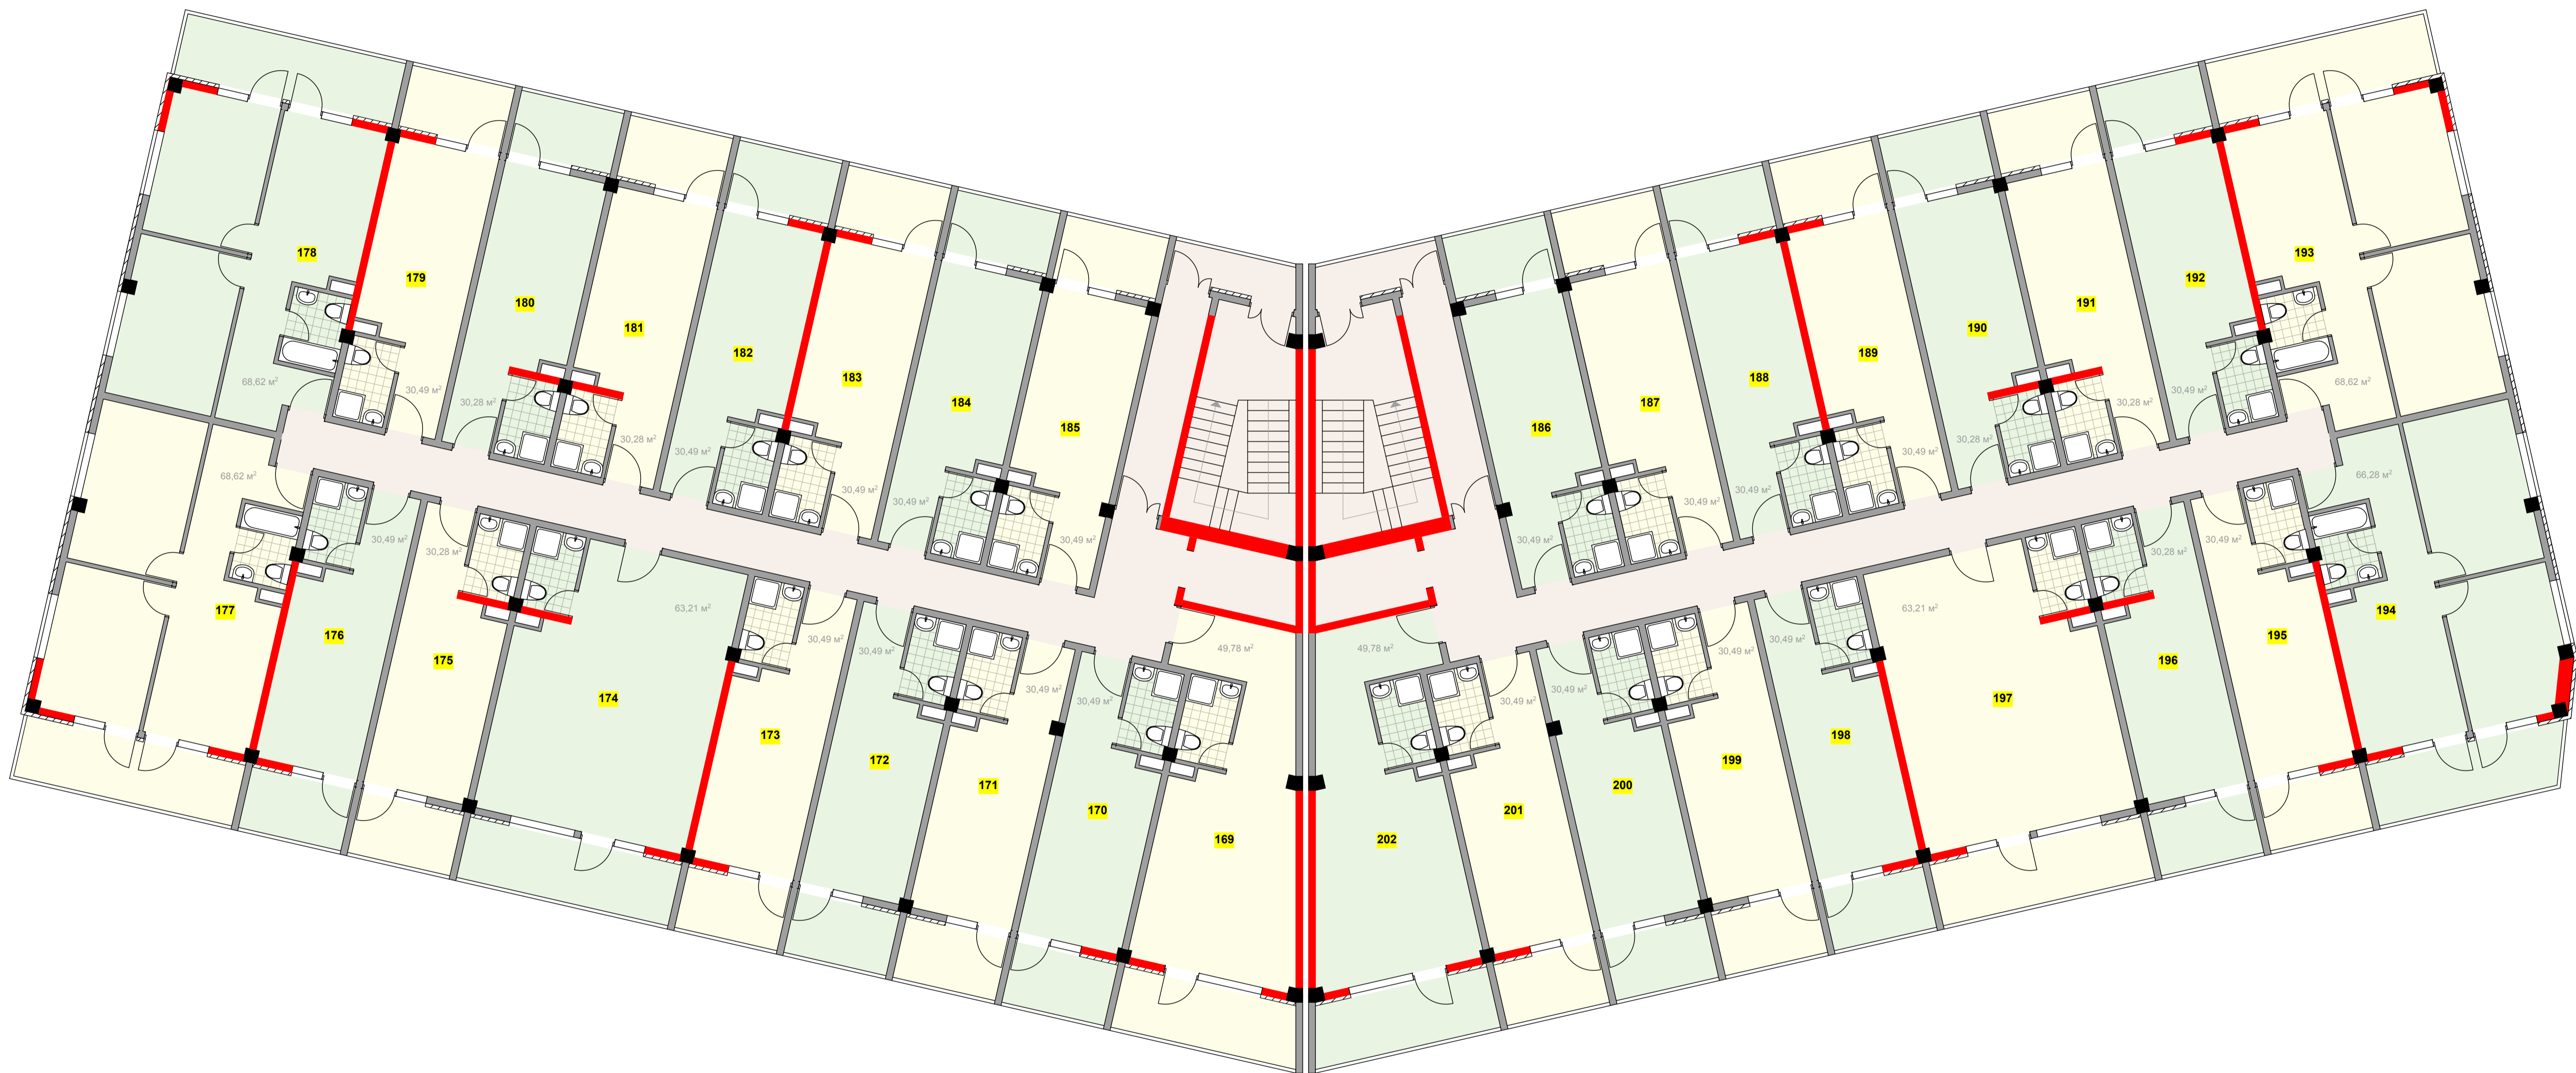 178
179
180
181
182
183
184
185
68,62 м²
30,49 м²
30,28 м²
30,28 м²
30,49 м²
30,49 м²
30,49 м²
30,49 м²
68,62 м²
30,49 м²
30,28 м²
63,21 м²
30,49 м²
30,49 м²
30,49 м²
30,49 м²
49,78 м²
177
176
175
174
173
172
171
170
169
186
187
188
189
190
191
192
193
30,49 м²
30,49 м²
30,49 м²
30,49 м²
30,28 м²
30,28 м²
30,49 м²
68,62 м²
49,78 м²
30,49 м²
30,49 м²
30,49 м²
30,49 м²
63,21 м²
30,28 м²
30,49 м²
66,28 м²
202
201
200
199
198
197
196
195
194